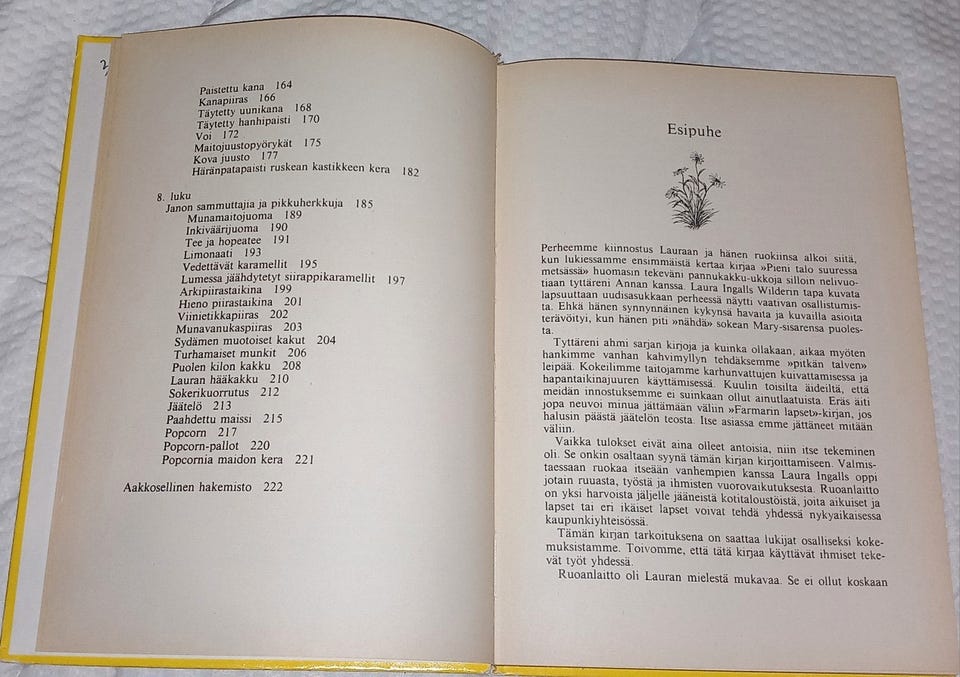 Paistettu kana 164
Kanapiiras 166
Täytetty uunikana 168
Täytetty hanhipaisti 170
Voi 172
Maitojuustopyörykät 175
Kova juusto 177
Häränpatapaisti ruskean kastikkeen kera 182
8. luku
Janon sammuttajia ja pikkuherkkuja 185
Munamaitojuoma 189
Inkiväärijuoma 190
Tee ja hopeatee 191
Limonaati 193
Vedettävät karamellit 195
Lumessa jäähdytetyt siirappikaramellit 197
Arkipiirastaikina 199
Hieno piirastaikina 201
Viinietikkapiiras 202
Munavanukaspiiras 203
Sydämen muotoiset kakut 204
Turhamaiset munkit 206
Puolen kilon kakku 208
Lauran hääkakku 210
Sokerikuorrutus 212
Jäätelö 213
Paahdettu maissi 215
Popcorn 217
Popcorn-pallot 220
Popcornia maidon kera 221
Aakkosellinen hakemisto 222
Esipuhe
Perheemme kiinnostus Lauraan ja hänen ruokiinsa alkoi siitä,
kun lukiessamme ensimmäistä kertaa kirjaa »Pieni talo suuressa
metsässä» huomasin tekeväni pannukakku-ukkoja silloin nelivuo-
tiaan tyttäreni Annan kanssa. Laura Ingalls Wilderin tapa kuvata
lapsuuttaan uudisasukkaan perheessä näytti vaativan osallistumis-
ta. Ehkä hänen synnynnäinen kykynsä havaita ja kuvailla asioita
terävöityi, kun hänen piti »nähdä» sokean Mary-sisarensa puoles-
ta.
Tyttäreni ahmi sarjan kirjoja ja kuinka ollakaan, aikaa myöten
hankimme vanhan kahvimyllyn tehdäksemme »pitkän talven»
leipää. Kokeilimme taitojamme karhunvattujen kuivattamisessa ja
hapantaikinajuuren käyttämisessä. Kuulin toisilta äideiltä, että
meidän innostuksemme ei suinkaan ollut ainutlaatuista. Eräs äiti
jopa neuvoi minua jättämään väliin »Farmarin lapset»-kirjan, jos
halusin päästä jäätelön teosta. Itse asiassa emme jättäneet mitään
väliin.
Vaikka tulokset eivät aina olleet antoisia, niin itse tekeminen
oli. Se onkin osaltaan syynä tämän kirjan kirjoittamiseen. Valmis-
taessaan ruokaa itseään vanhempien kanssa Laura Ingalls oppi
jotain ruuasta, työstä ja ihmisten vuorovaikutuksesta. Ruoanlaitto
on yksi harvoista jäljelle jääneistä kotitaloustöistä, joita aikuiset ja
lapset tai eri ikäiset lapset voivat tehdä yhdessä nykyaikaisessa
kaupunkiyhteisössä.
Tämän kirjan tarkoituksena on saattaa lukijat osalliseksi koke-
muksistamme. Toivomme, että tätä kirjaa käyttävät ihmiset teke-
vät työt yhdessä.
Ruoanlaitto oli Lauran mielestä mukavaa. Se ei ollut koskaan